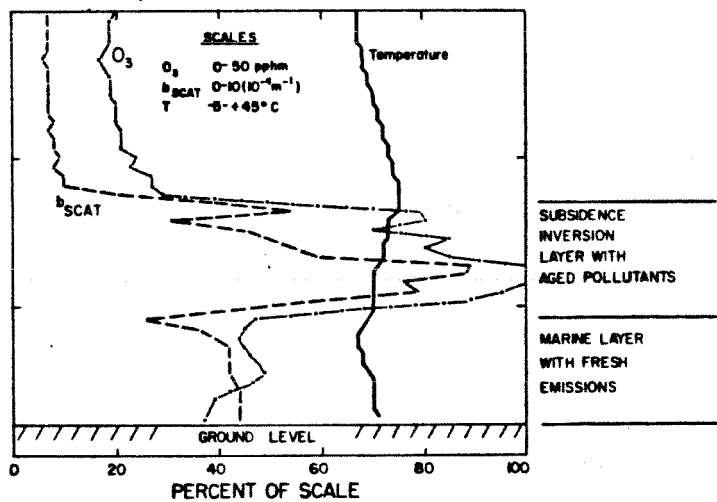 SCALES
O3 0-50 pphm
bSCAT 0-10(10-4m-1)
T -5-+45°C
O3
Temperature
bSCAT
SUBSIDENCE
INVERSION
LAYER WITH
AGED POLLUTANTS
MARINE LAYER
WITH FRESH
EMISSIONS
GROUND LEVEL
0 20 40 60 80 100
PERCENT OF SCALE